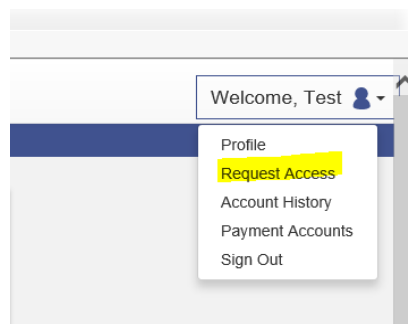 Welcome, Test
Profile
Request Access
Account History
Payment Accounts
Sign Out